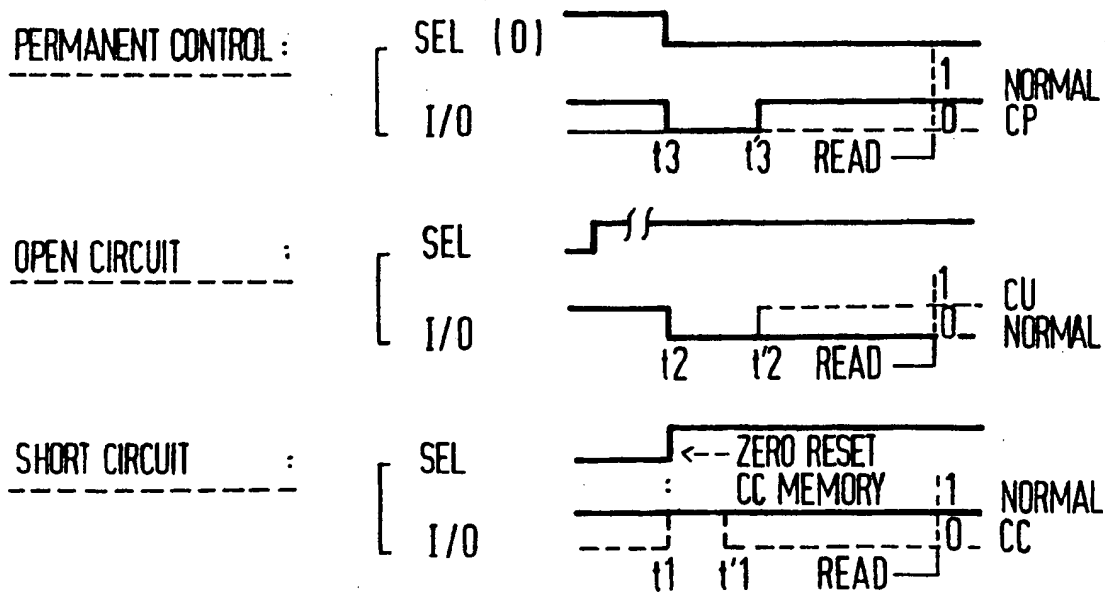 PERMANENT CONTROL :
SEL (0)
I/O
1
0
NORMAL
CP
t3
t'3
READ
OPEN CIRCUIT :
SEL
I/O
1
0
CU
NORMAL
t2
t'2
READ
SHORT CIRCUIT :
SEL
I/O
<-- ZERO RESET
CC MEMORY
1
0
NORMAL
CC
t1
t'1
READ